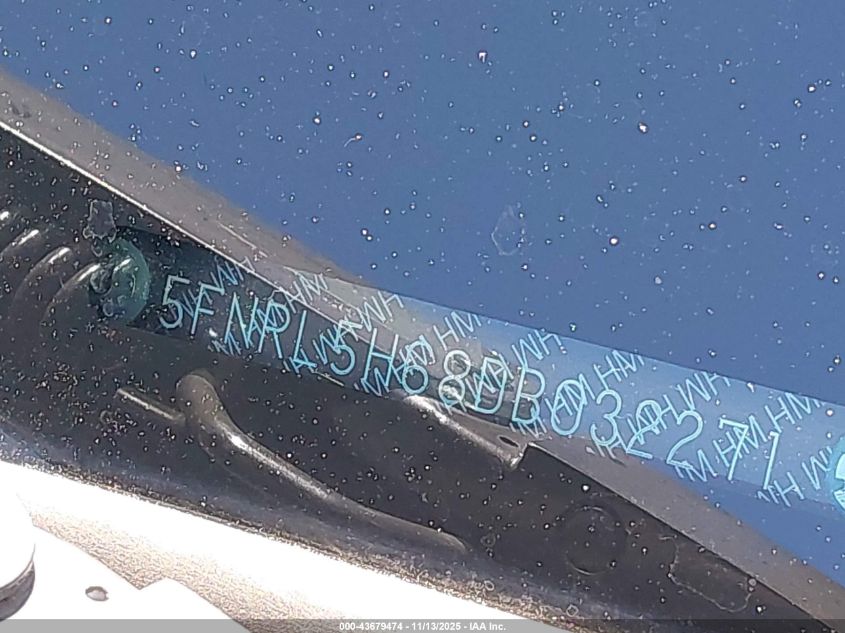 5FNRL5H68DB032271
000-43679474 - 11/13/2025 - IAA Inc.